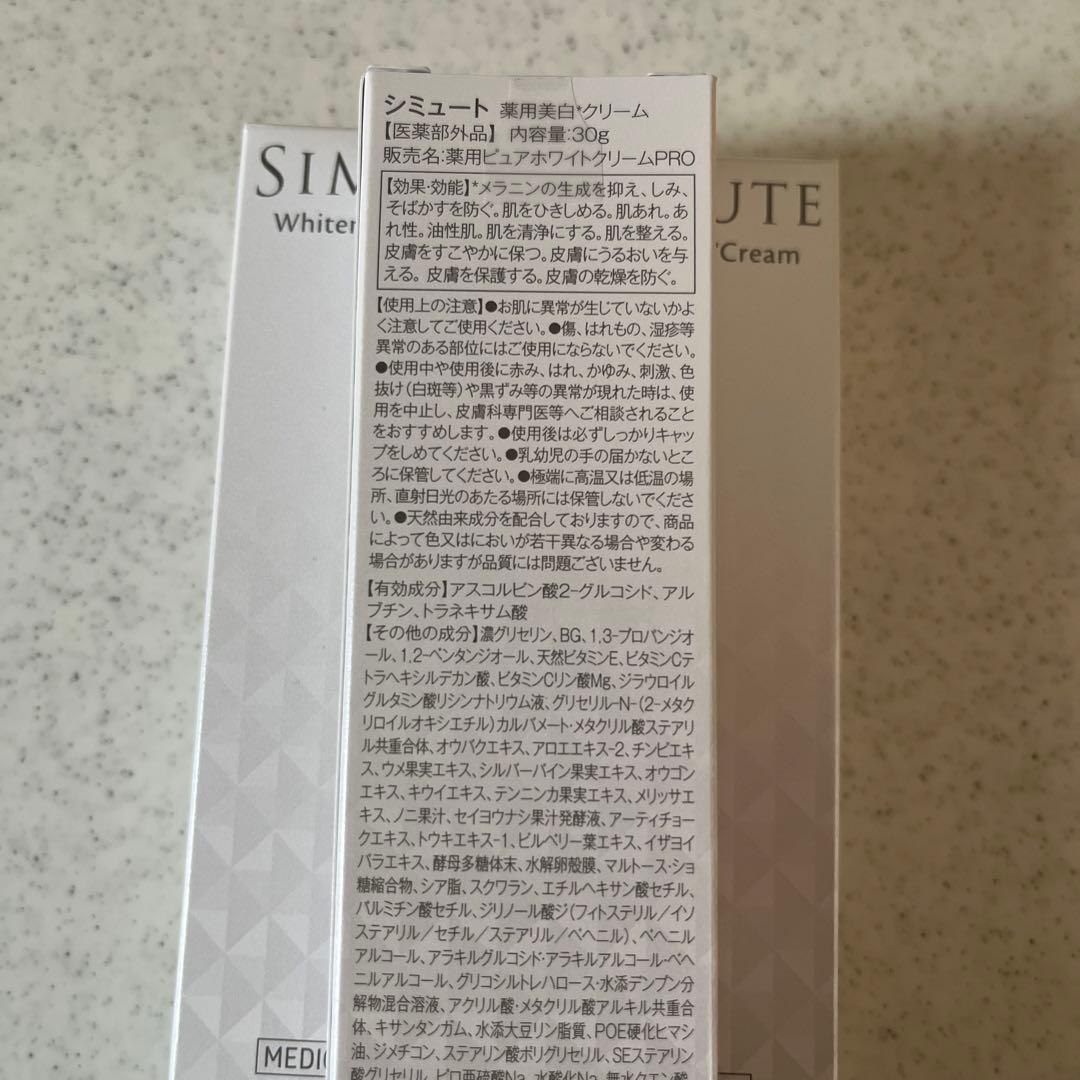 シミュート 薬用美白*クリーム
【医薬部外品】 内容量:30g
販売名:薬用ピュアホワイトクリームPRO
【効果・効能】*メラニンの生成を抑え、しみ、
そばかすを防ぐ。肌をひきしめる。肌あれ。あ
れ性。油性肌。肌を清浄にする。肌を整える。
皮膚をすこやかに保つ。皮膚にうるおいを与
える。皮膚を保護する。皮膚の乾燥を防ぐ。
【使用上の注意】●お肌に異常が生じていないかよ
く注意してご使用ください。●傷、はれもの、湿疹等
異常のある部位にはご使用にならないでください。
●使用中や使用後に赤み、はれ、かゆみ、刺激、色
抜け(白斑等)や黒ずみ等の異常が現れた時は、使
用を中止し、皮膚科専門医等へご相談されること
をおすすめします。●使用後は必ずしっかりキャッ
プをしめてください。●乳幼児の手の届かないとこ
ろに保管してください。●極端に高温又は低温の場
所、直射日光のあたる場所には保管しないでくださ
い。●天然由来成分を配合しておりますので、商品
によって色又はにおいが若干異なる場合や変わる
場合がありますが品質には問題ございません。
【有効成分】アスコルビン酸2-グルコシド、アル
ブチン、トラネキサム酸
【その他の成分】濃グリセリン、BG、1,3-プロパンジオ
ール、1,2-ペンタンジオール、天然ビタミンE、ビタミンCテ
トラヘキシルデカン酸、ビタミンCリン酸Mg、ジラウロイル
グルタミン酸リシンナトリウム液、グリセリル-N-(2-メタク
リロイルオキシエチル)カルバメート・メタクリル酸ステアリ
ル共重合体、オウバクエキス、アロエエキス-2、チンピエキ
ス、ウメ果実エキス、シルバーバイン果実エキス、オウゴン
エキス、キウイエキス、テンニンカ果実エキス、メリッサエ
キス、ノニ果汁、セイヨウナシ果汁発酵液、アーティチョー
クエキス、トウキエキス-1、ビルベリー葉エキス、イザヨイ
バラエキス、酵母多糖体末、水解卵殻膜、マルトース・ショ
糖縮合物、シア脂、スクワラン、エチルヘキサン酸セチル、
パルミチン酸セチル、ジリノール酸ジ(フィトステリル/イソ
ステアリル/セチル/ステアリル/ベヘニル)、ベヘニル
アルコール、アラキルグルコシド・アラキルアルコール・ベヘ
ニルアルコール、グリコシルトレハロース・水添デンプン分
解物混合溶液、アクリル酸・メタクリル酸アルキル共重合
体、キサンタンガム、水添大豆リン脂質、POE硬化ヒマシ
油、ジメチコン、ステアリン酸ポリグリセリル、SEステアリン
酸グリセリル、ピロ亜硫酸Na、水酸化Na、無水クエン酸
SIM
Whiten
UTE
Cream
MEDIC